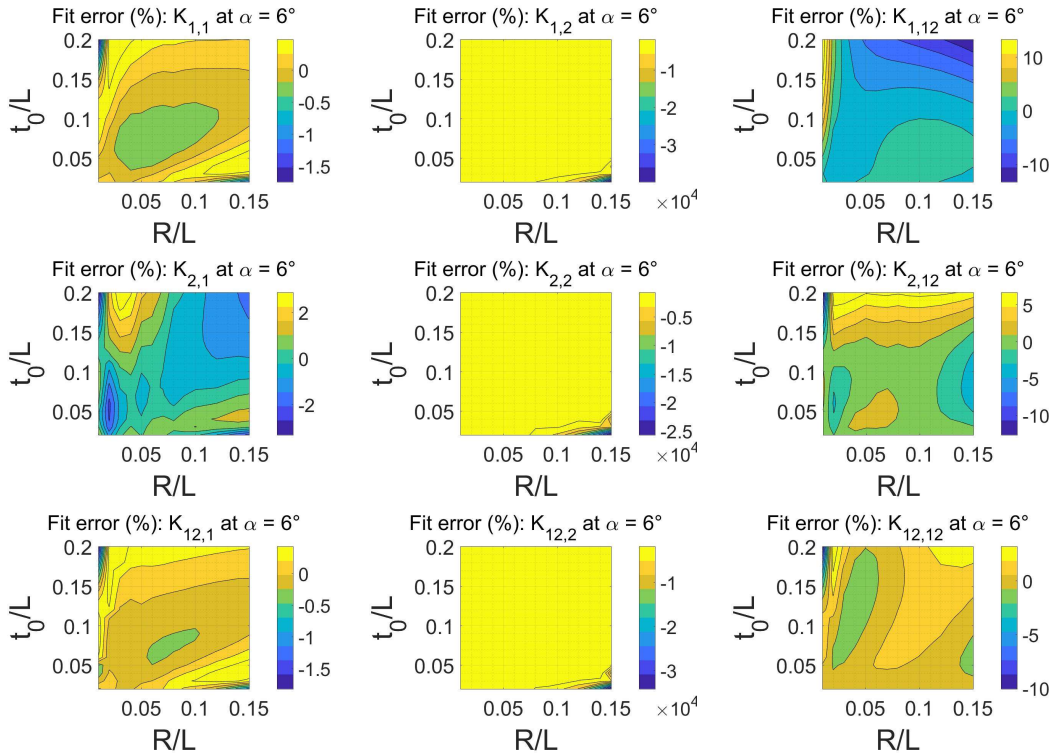 Fit error (%): K1,1 at α = 6°
0.2
0.15
0.1
0.05
t0/L
0.05 0.1 0.15
R/L
0
-0.5
-1
-1.5
Fit error (%): K1,2 at α = 6°
0.2
0.15
0.1
0.05
t0/L
0.05 0.1 0.15
R/L
-1
-2
-3
×10⁴
Fit error (%): K1,12 at α = 6°
0.2
0.15
0.1
0.05
t0/L
0.05 0.1 0.15
R/L
10
5
0
-5
-10
Fit error (%): K2,1 at α = 6°
0.2
0.15
0.1
0.05
t0/L
0.05 0.1 0.15
R/L
2
0
-2
Fit error (%): K2,2 at α = 6°
0.2
0.15
0.1
0.05
t0/L
0.05 0.1 0.15
R/L
-0.5
-1
-1.5
-2
-2.5
×10⁴
Fit error (%): K2,12 at α = 6°
0.2
0.15
0.1
0.05
t0/L
0.05 0.1 0.15
R/L
5
0
-5
-10
Fit error (%): K12,1 at α = 6°
0.2
0.15
0.1
0.05
t0/L
0.05 0.1 0.15
R/L
0
-0.5
-1
-1.5
Fit error (%): K12,2 at α = 6°
0.2
0.15
0.1
0.05
t0/L
0.05 0.1 0.15
R/L
-1
-2
-3
×10⁴
Fit error (%): K12,12 at α = 6°
0.2
0.15
0.1
0.05
t0/L
0.05 0.1 0.15
R/L
0
-5
-10